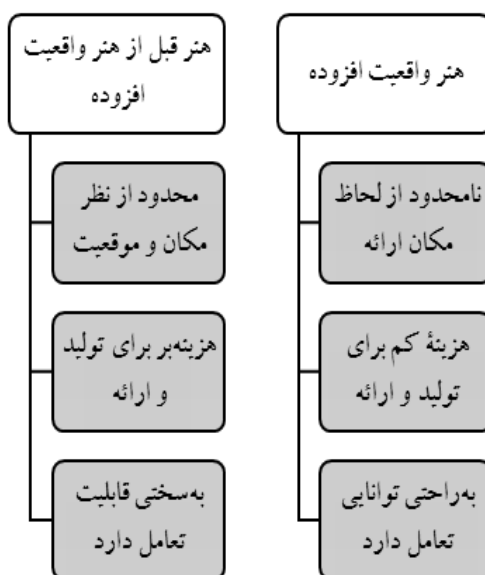 هنر واقعیت افزوده
نامحدود از لحاظ
مکان ارائه
هزینهٔ کم برای
تولید و ارائه
به‌راحتی توانایی
تعامل دارد
هنر قبل از هنر واقعیت
افزوده
محدود از نظر
مکان و موقعیت
هزینه‌بر برای تولید
و ارائه
به‌سختی قابلیت
تعامل دارد